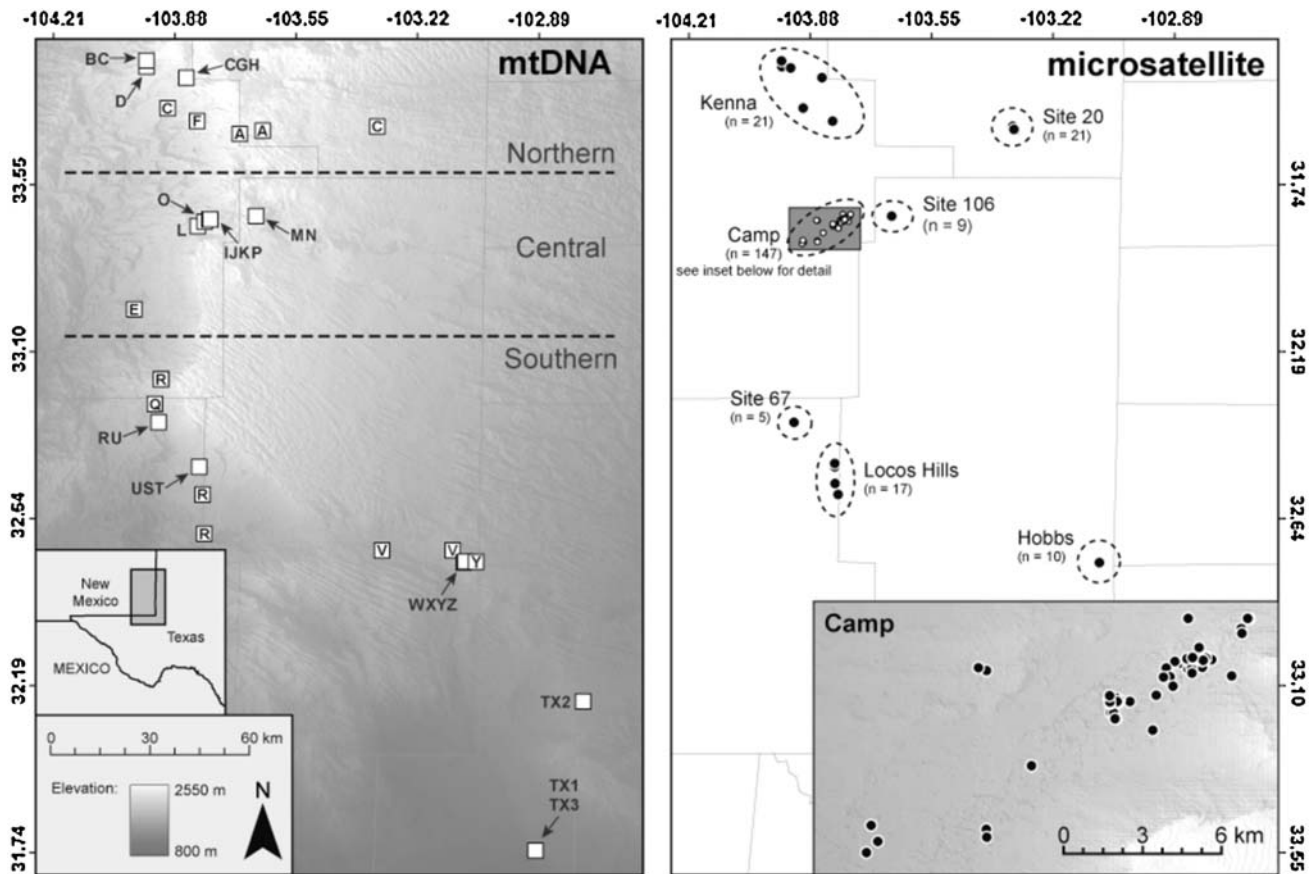 -104.21 -103.88 -103.55 -103.22 -102.89
-104.21 -103.88 -103.55 -103.22 -102.89
mtDNA
BC
CGH
D
C
F
A
A
C
Northern
33.55
O
L
IJKP
MN
Central
E
33.10
Southern
R
Q
RU
UST
R
32.64
R
V
V
Y
WXYZ
New
Mexico
Texas
MEXICO
32.19
TX2
0 30 60 km
Elevation:
2550 m
800 m
N
TX1
TX3
31.74
microsatellite
Kenna
(n = 21)
Site 20
(n = 21)
31.74
Site 106
(n = 9)
Camp
(n = 147)
see inset below for detail
32.19
Site 67
(n = 5)
Locos Hills
(n = 17)
32.64
Hobbs
(n = 10)
Camp
33.10
0 3 6 km
33.55